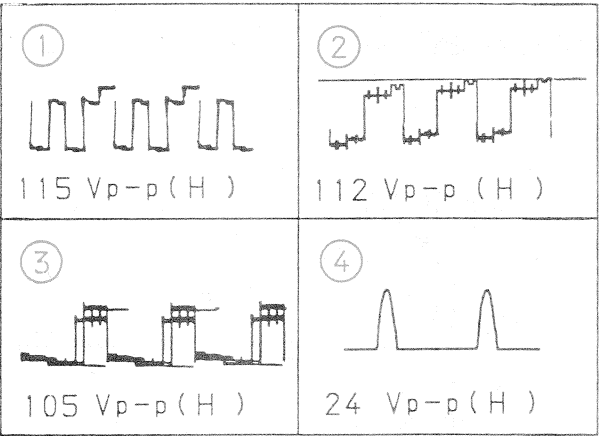 1
115 Vp-p ( H )
2
112 Vp-p ( H )
3
105 Vp-p ( H )
4
24 Vp-p ( H )